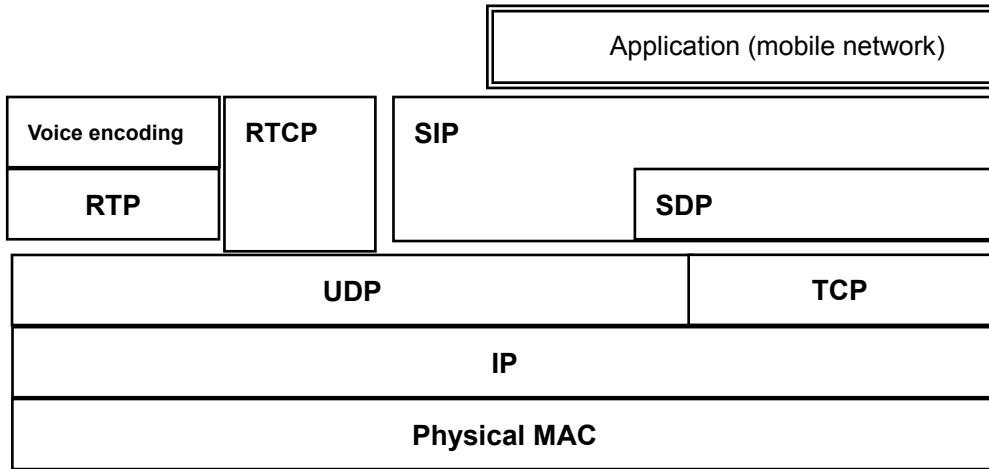 Application (mobile network)
Voice encoding
RTCP
SIP
RTP
SDP
UDP
TCP
IP
Physical MAC